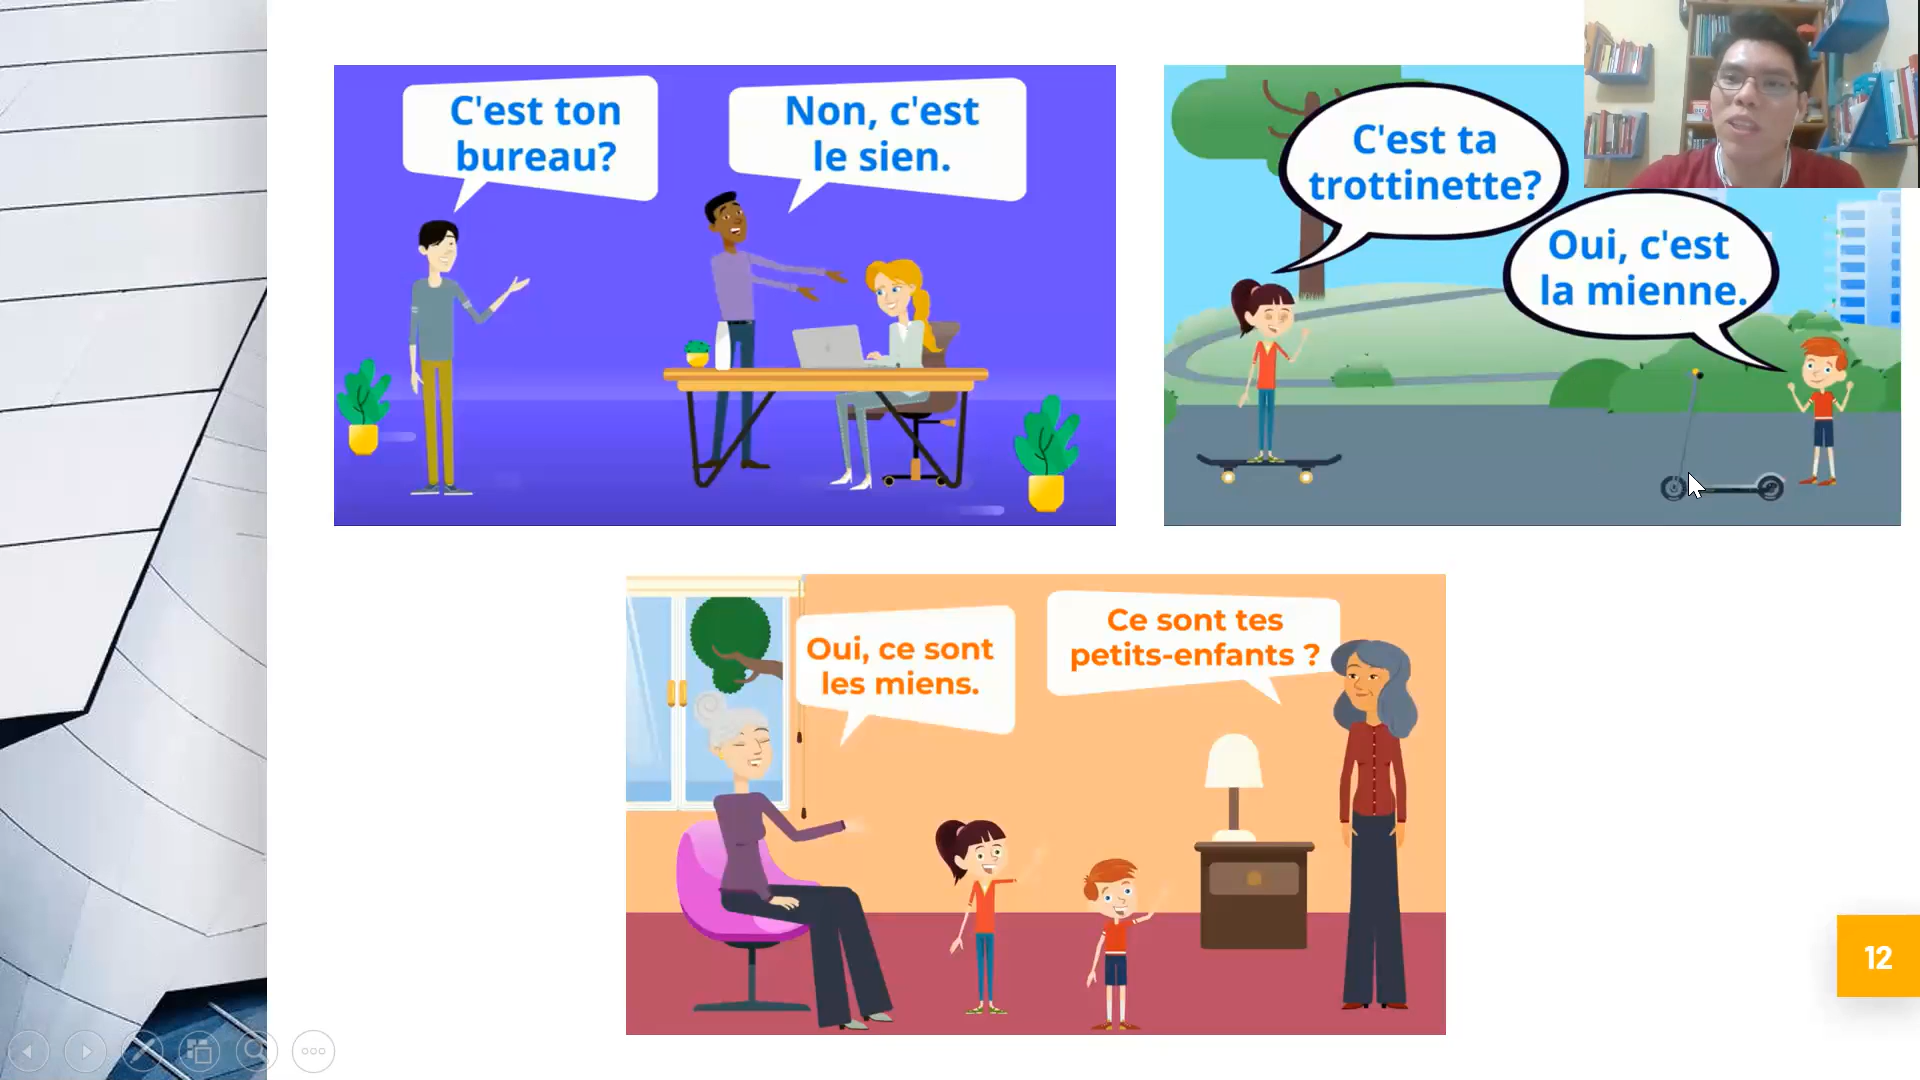 C'est ton
bureau?
Non, c'est
le sien.
C'est ta
trottinette?
Oui, c'est
la mienne.
Oui, ce sont
les miens.
Ce sont tes
petits-enfants ?
12